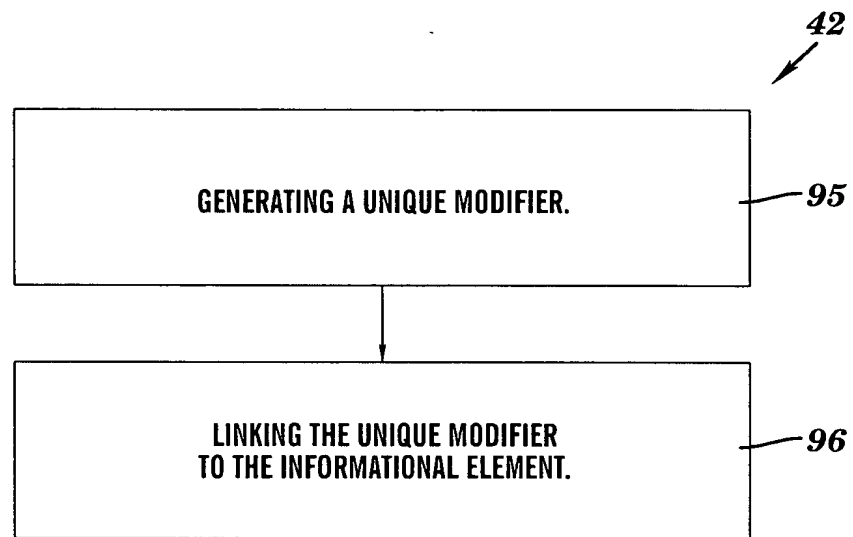 42
GENERATING A UNIQUE MODIFIER.
95
LINKING THE UNIQUE MODIFIER
TO THE INFORMATIONAL ELEMENT.
96